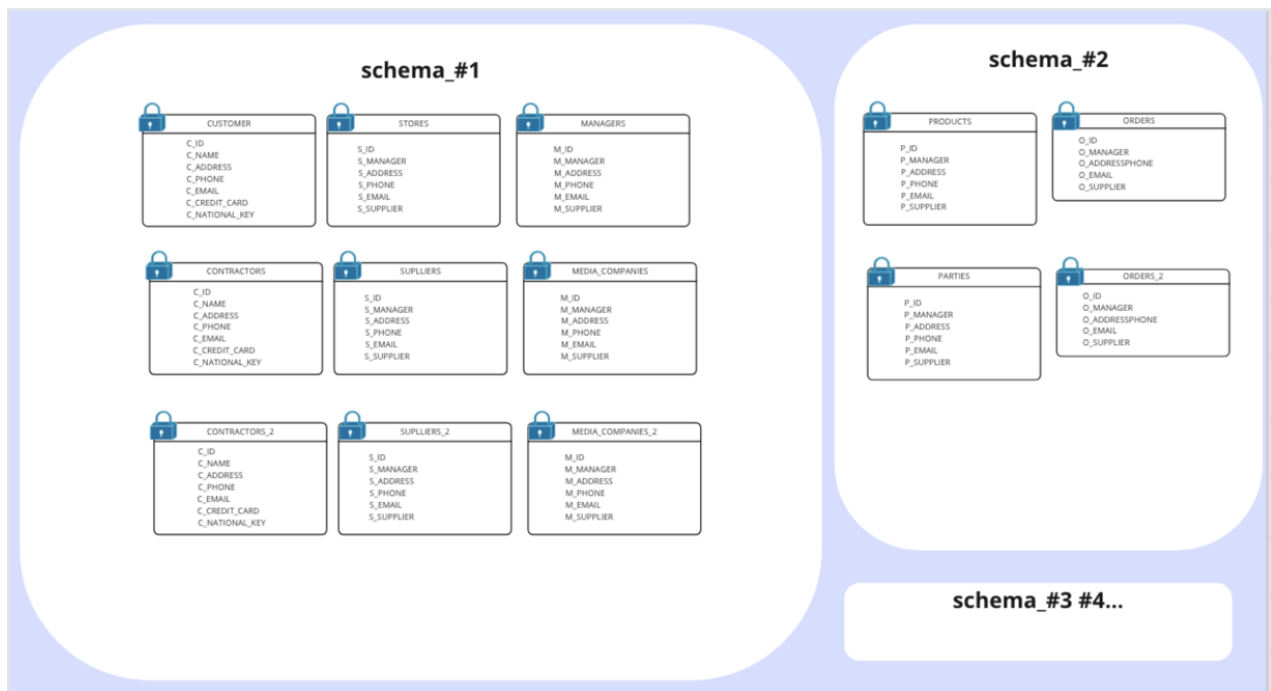 schema_#1
CUSTOMER
C_ID
C_NAME
C_ADDRESS
C_PHONE
C_EMAIL
C_CREDIT_CARD
C_NATIONAL_KEY
STORES
S_ID
S_MANAGER
S_ADDRESS
S_PHONE
S_EMAIL
S_SUPPLIER
MANAGERS
M_ID
M_MANAGER
M_ADDRESS
M_PHONE
M_EMAIL
M_SUPPLIER
CONTRACTORS
C_ID
C_NAME
C_ADDRESS
C_PHONE
C_EMAIL
C_CREDIT_CARD
C_NATIONAL_KEY
SUPLLIERS
S_ID
S_MANAGER
S_ADDRESS
S_PHONE
S_EMAIL
S_SUPPLIER
MEDIA_COMPANIES
M_ID
M_MANAGER
M_ADDRESS
M_PHONE
M_EMAIL
M_SUPPLIER
CONTRACTORS_2
C_ID
C_NAME
C_ADDRESS
C_PHONE
C_EMAIL
C_CREDIT_CARD
C_NATIONAL_KEY
SUPLLIERS_2
S_ID
S_MANAGER
S_ADDRESS
S_PHONE
S_EMAIL
S_SUPPLIER
MEDIA_COMPANIES_2
M_ID
M_MANAGER
M_ADDRESS
M_PHONE
M_EMAIL
M_SUPPLIER
schema_#2
PRODUCTS
P_ID
P_MANAGER
P_ADDRESS
P_PHONE
P_EMAIL
P_SUPPLIER
ORDERS
O_ID
O_MANAGER
O_ADDRESSPHONE
O_EMAIL
O_SUPPLIER
PARTIES
P_ID
P_MANAGER
P_ADDRESS
P_PHONE
P_EMAIL
P_SUPPLIER
ORDERS_2
O_ID
O_MANAGER
O_ADDRESSPHONE
O_EMAIL
O_SUPPLIER
schema_#3 #4...